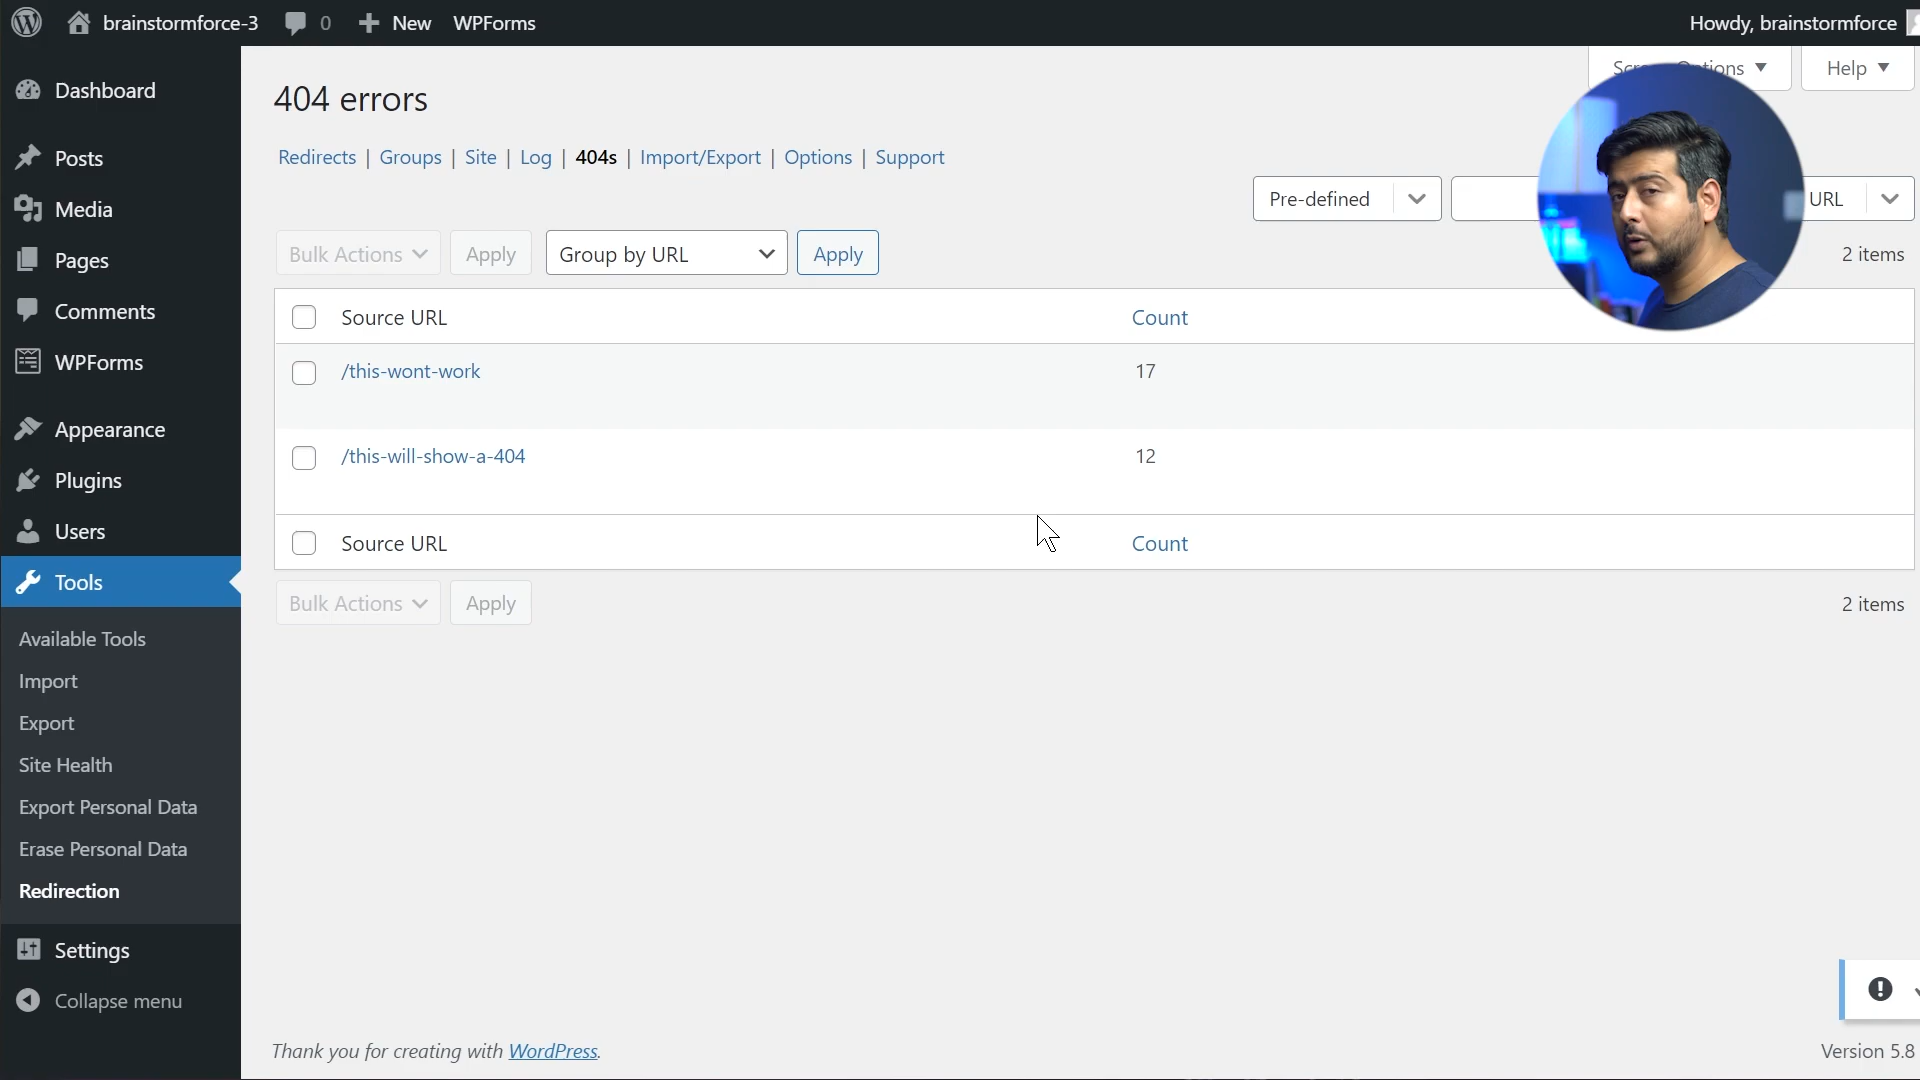 brainstormforce-3 0 New WPForms Howdy, brainstormforce
Dashboard
Posts
Media
Pages
Comments
WPForms
Appearance
Plugins
Users
Tools
Available Tools
Import
Export
Site Health
Export Personal Data
Erase Personal Data
Redirection
Settings
Collapse menu
Help
404 errors
Redirects | Groups | Site | Log | 404s | Import/Export | Options | Support
Pre-defined URL
Bulk Actions Apply Group by URL Apply 2 items
Source URL Count
/this-wont-work 17
/this-will-show-a-404 12
Source URL Count
Bulk Actions Apply 2 items
Thank you for creating with WordPress. Version 5.8